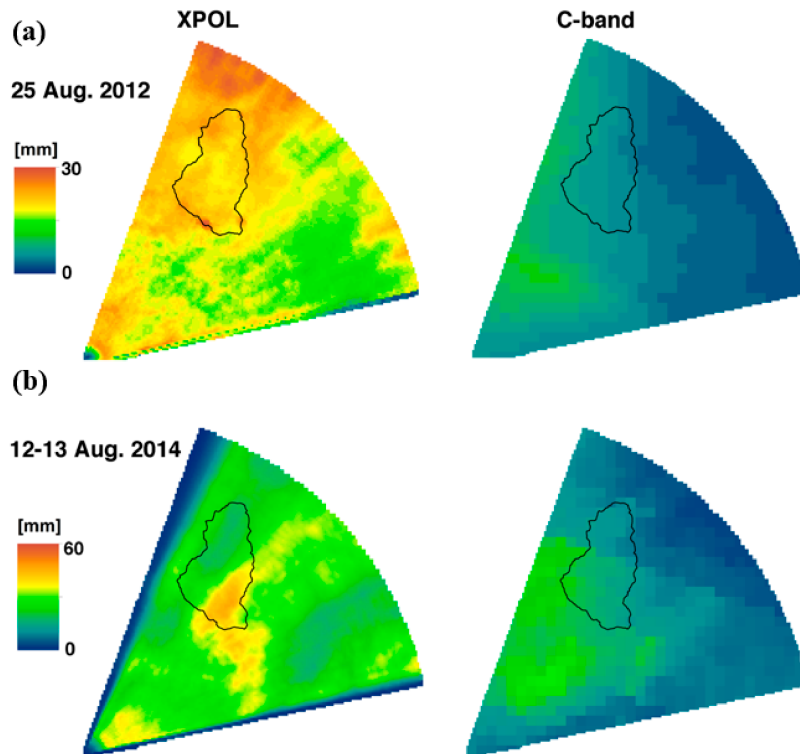 (a)
XPOL
C-band
25 Aug. 2012
[mm]
30
0
(b)
12-13 Aug. 2014
[mm]
60
0